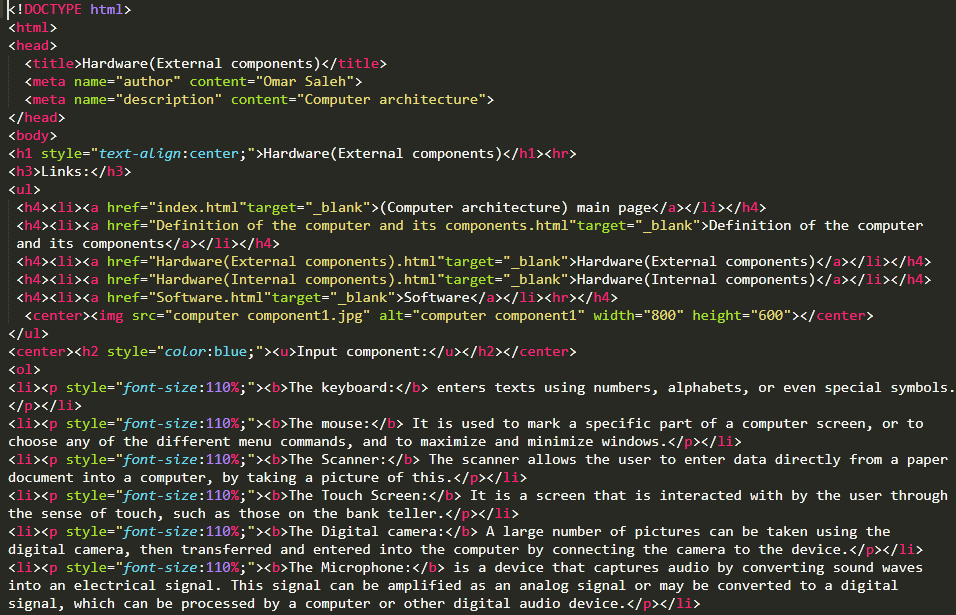 <!DOCTYPE html>
<html>
<head>
  <title>Hardware(External components)</title>
  <meta name="author" content="Omar Saleh">
  <meta name="description" content="Computer architecture">
</head>
<body>
<h1 style="text-align:center;">Hardware(External components)</h1><hr>
<h3>Links:</h3>
<ul>
 <h4><li><a href="index.html"target="_blank">(Computer architecture) main page</a></li></h4>
 <h4><li><a href="Definition of the computer and its components.html"target="_blank">Definition of the computer
 and its components</a></li></h4>
 <h4><li><a href="Hardware(External components).html"target="_blank">Hardware(External components)</a></li></h4>
 <h4><li><a href="Hardware(Internal components).html"target="_blank">Hardware(Internal components)</a></li></h4>
 <h4><li><a href="Software.html"target="_blank">Software</a></li><hr></h4>
  <center><img src="computer component1.jpg" alt="computer component1" width="800" height="600"></center>
</ul>
<center><h2 style="color:blue;"><u>Input component:</u></h2></center>
<ol>
<li><p style="font-size:110%;"><b>The keyboard:</b> enters texts using numbers, alphabets, or even special symbols.
</p></li>
<li><p style="font-size:110%;"><b>The mouse:</b> It is used to mark a specific part of a computer screen, or to
choose any of the different menu commands, and to maximize and minimize windows.</p></li>
<li><p style="font-size:110%;"><b>The Scanner:</b> The scanner allows the user to enter data directly from a paper
document into a computer, by taking a picture of this.</p></li>
<li><p style="font-size:110%;"><b>The Touch Screen:</b> It is a screen that is interacted with by the user through
the sense of touch, such as those on the bank teller.</p></li>
<li><p style="font-size:110%;"><b>The Digital camera:</b> A large number of pictures can be taken using the
digital camera, then transferred and entered into the computer by connecting the camera to the device.</p></li>
<li><p style="font-size:110%;"><b>The Microphone:</b> is a device that captures audio by converting sound waves
into an electrical signal. This signal can be amplified as an analog signal or may be converted to a digital
signal, which can be processed by a computer or other digital audio device.</p></li>